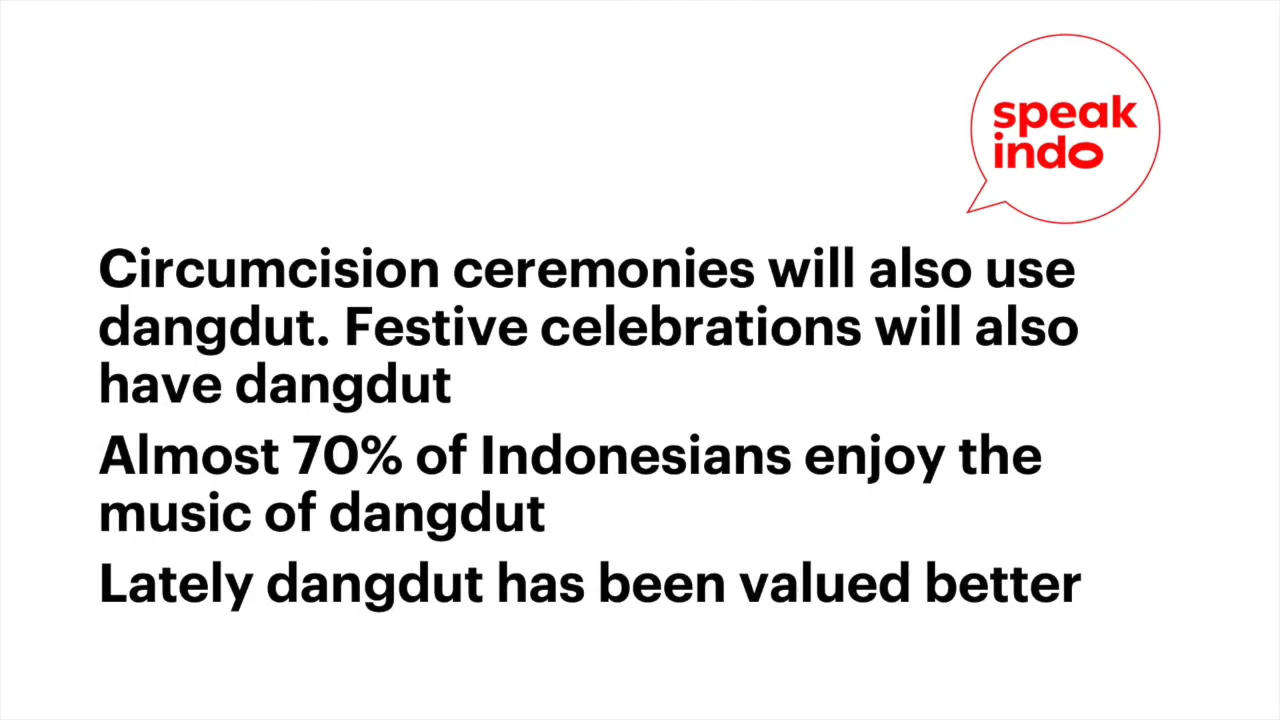 speak
indo
Circumcision ceremonies will also use
dangdut. Festive celebrations will also
have dangdut
Almost 70% of Indonesians enjoy the
music of dangdut
Lately dangdut has been valued better